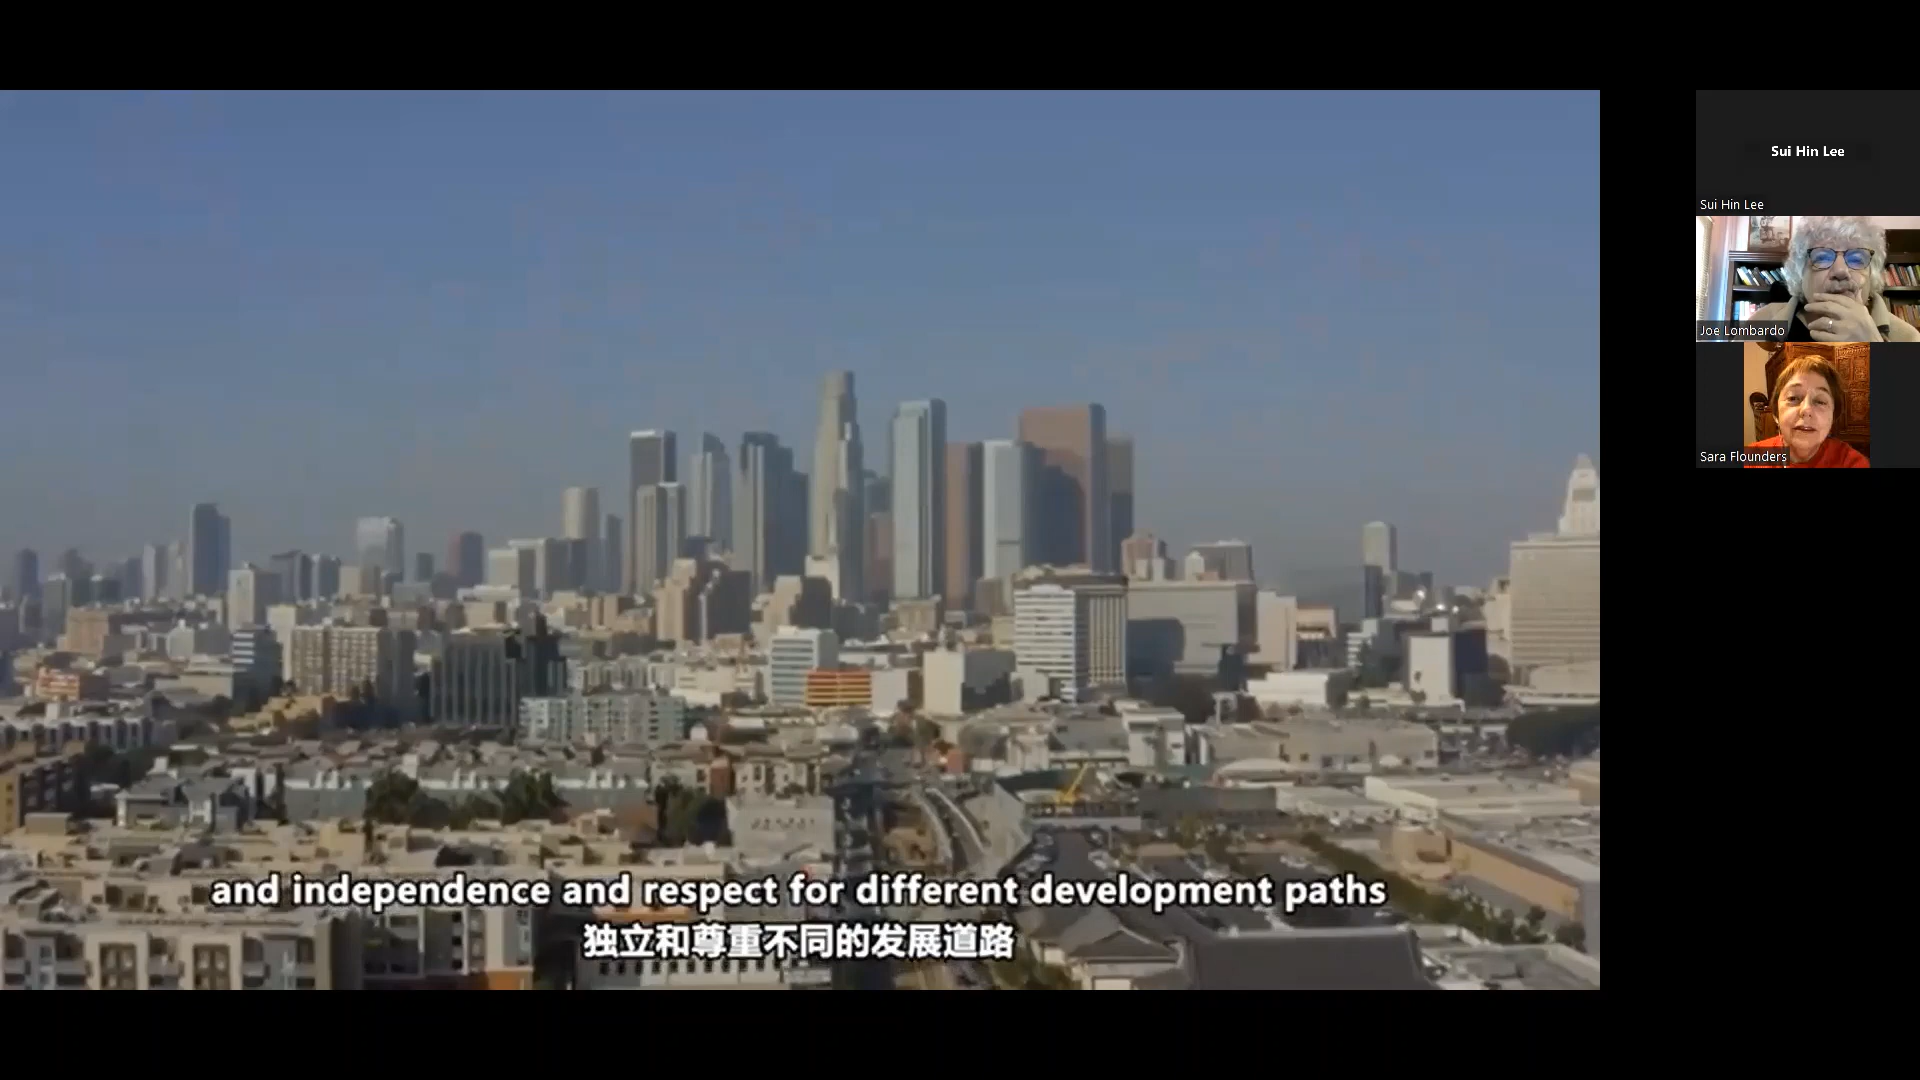 Sui Hin Lee
Sui Hin Lee
Joe Lombardo
Sara Flounders
and independence and respect for different development paths
独立和尊重不同的发展道路